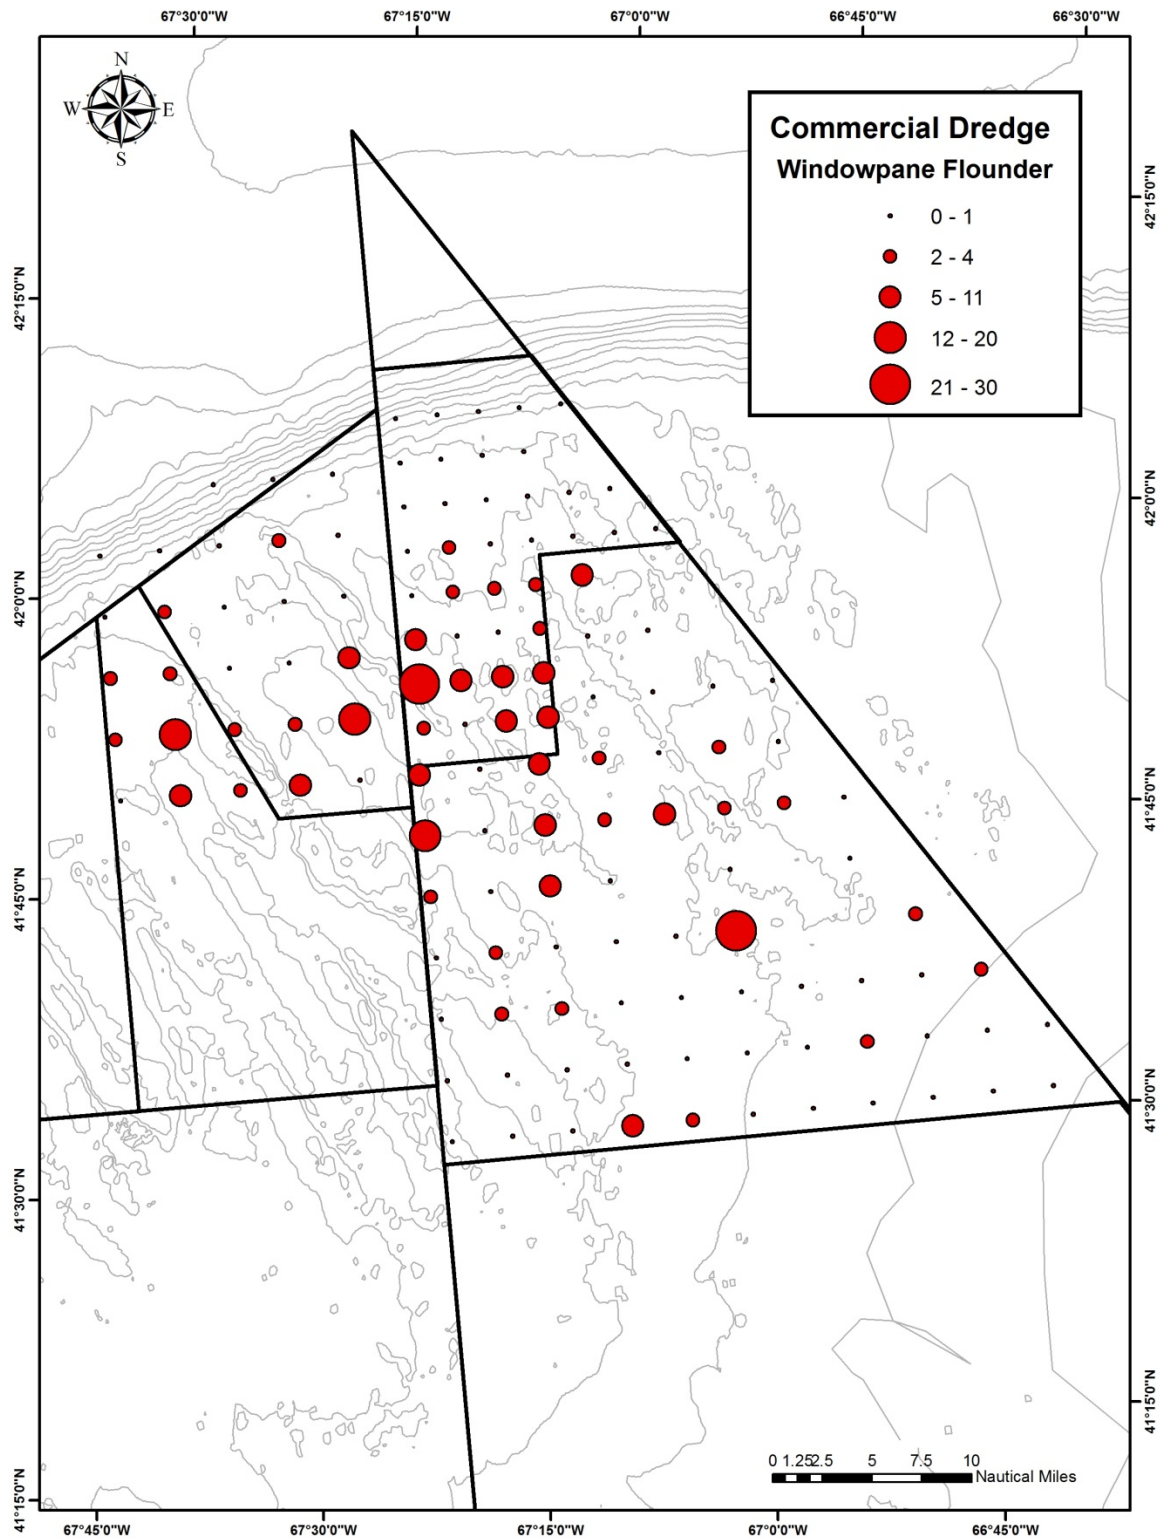 67°30'0"W 67°15'0"W 67°0'0"W 66°45'0"W 66°30'0"W
N
W E
S
Commercial Dredge
Windowpane Flounder
0 - 1
2 - 4
5 - 11
12 - 20
21 - 30
42°15'0"N
42°15'0"N
42°0'0"N
42°0'0"N
41°45'0"N
41°45'0"N
41°30'0"N
41°30'0"N
41°15'0"N
41°15'0"N
0 1.252.5 5 7.5 10
Nautical Miles
67°45'0"W 67°30'0"W 67°15'0"W 67°0'0"W 66°45'0"W